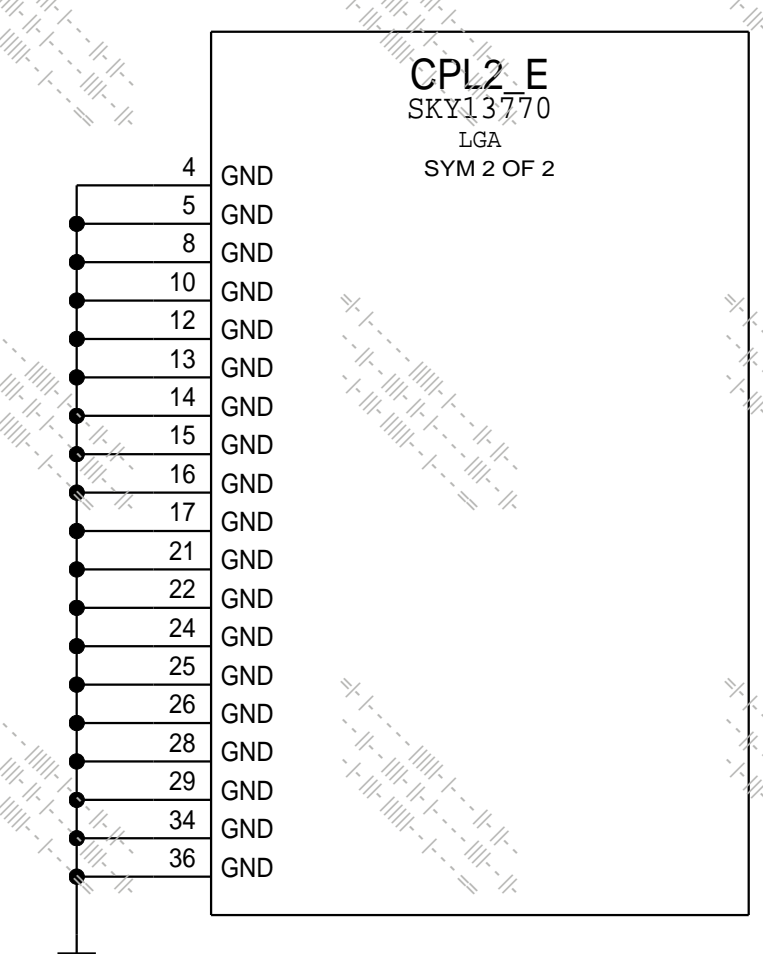 CPL2_E
SKY13770
LGA
SYM 2 OF 2
4 GND
5 GND
8 GND
10 GND
12 GND
13 GND
14 GND
15 GND
16 GND
17 GND
21 GND
22 GND
24 GND
25 GND
26 GND
28 GND
29 GND
34 GND
36 GND